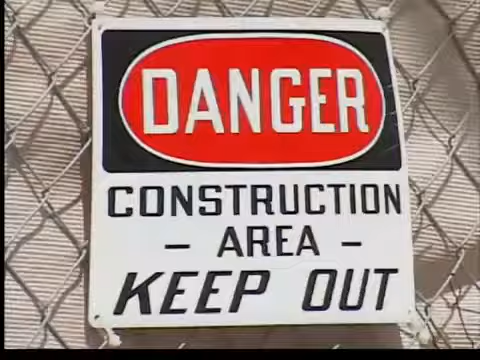 DANGER
CONSTRUCTION
- AREA -
KEEP OUT